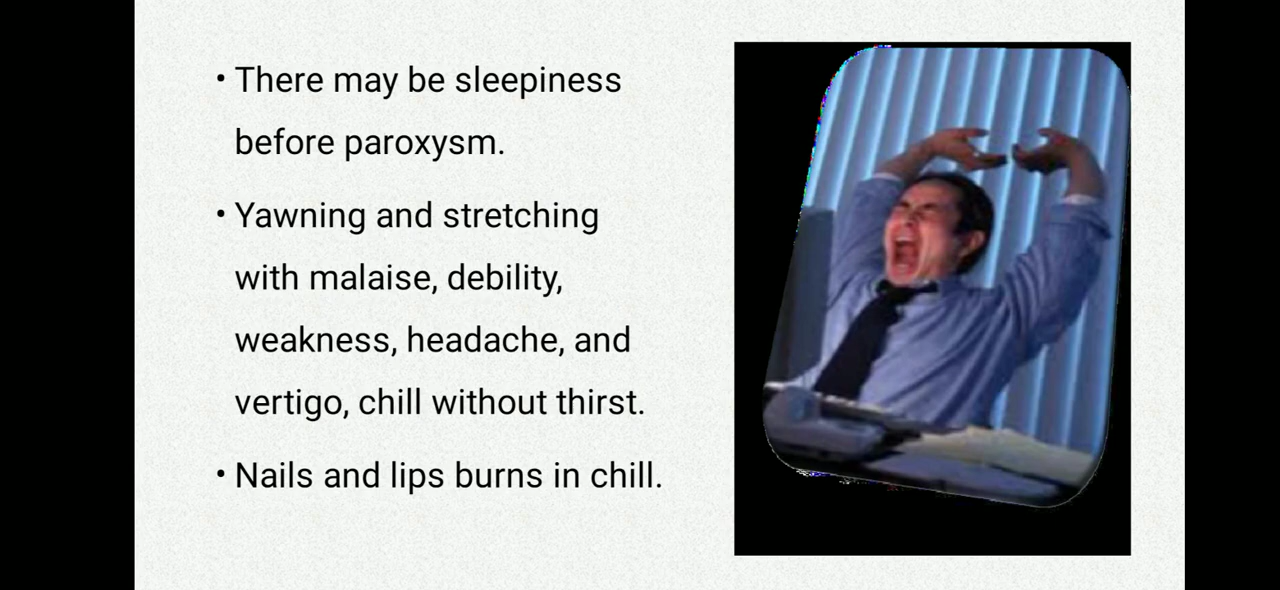 • There may be sleepiness
before paroxysm.
• Yawning and stretching
with malaise, debility,
weakness, headache, and
vertigo, chill without thirst.
• Nails and lips burns in chill.